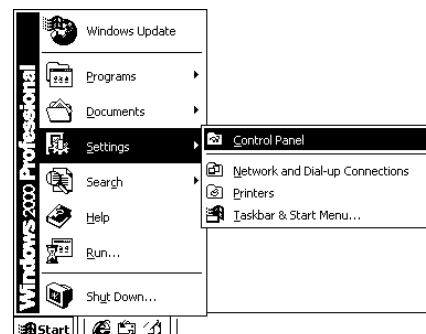 Windows 2000 Professional
Windows Update
Programs
Documents
Settings
Search
Help
Run...
Shut Down...
Control Panel
Network and Dial-up Connections
Printers
Taskbar & Start Menu...
Start